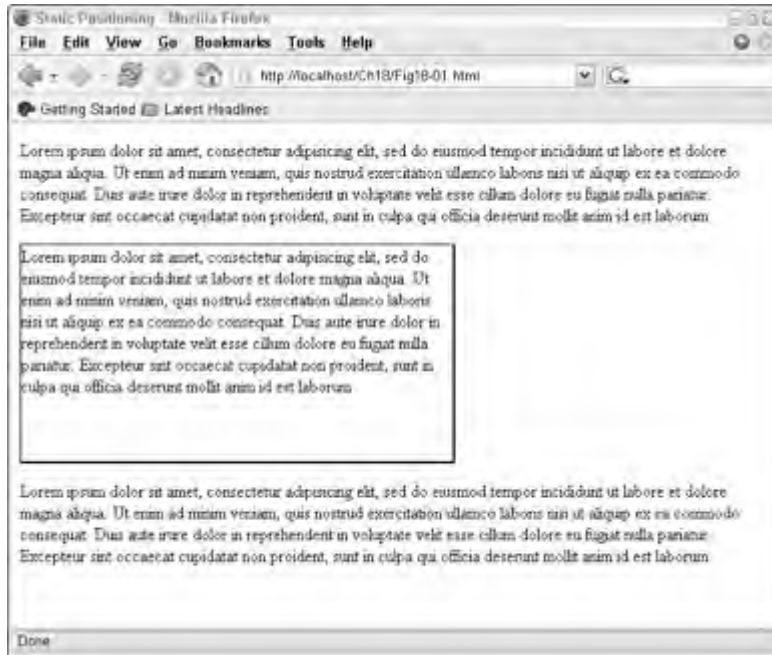 Static Positioning - Mozilla Firefox
File Edit View Go Bookmarks Tools Help
http://localhost/Ch18/Fig18-01.html
Getting Started Latest Headlines
Lorem ipsum dolor sit amet, consectetur adipisicing elit, sed do eiusmod tempor incididunt ut labore et dolore
magna aliqua. Ut enim ad minim veniam, quis nostrud exercitation ullamco laboris nisi ut aliquip ex ea commodo
consequat. Duis aute irure dolor in reprehenderit in voluptate velit esse cillum dolore eu fugiat nulla pariatur.
Excepteur sint occaecat cupidatat non proident, sunt in culpa qui officia deserunt mollit anim id est laborum
Lorem ipsum dolor sit amet, consectetur adipisicing elit, sed do
eiusmod tempor incididunt ut labore et dolore magna aliqua. Ut
enim ad minim veniam, quis nostrud exercitation ullamco laboris
nisi ut aliquip ex ea commodo consequat. Duis aute irure dolor in
reprehenderit in voluptate velit esse cillum dolore eu fugiat nulla
pariatur. Excepteur sint occaecat cupidatat non proident, sunt in
culpa qui officia deserunt mollit anim id est laborum
Lorem ipsum dolor sit amet, consectetur adipisicing elit, sed do eiusmod tempor incididunt ut labore et dolore
magna aliqua. Ut enim ad minim veniam, quis nostrud exercitation ullamco laboris nisi ut aliquip ex ea commodo
consequat. Duis aute irure dolor in reprehenderit in voluptate velit esse cillum dolore eu fugiat nulla pariatur.
Excepteur sint occaecat cupidatat non proident, sunt in culpa qui officia deserunt mollit anim id est laborum
Done